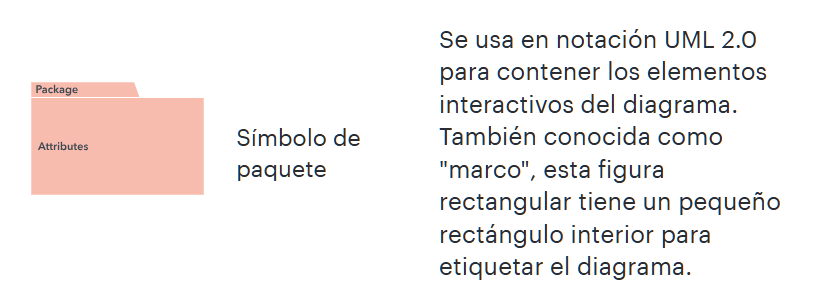 Package
Attributes
Símbolo de
paquete
Se usa en notación UML 2.0
para contener los elementos
interactivos del diagrama.
También conocida como
"marco", esta figura
rectangular tiene un pequeño
rectángulo interior para
etiquetar el diagrama.